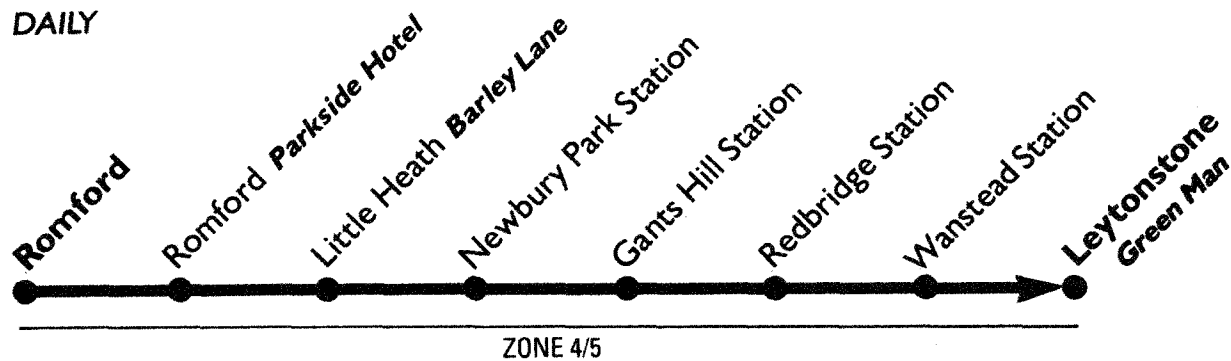 DAILY
Romford
Romford Parkside Hotel
Little Heath Barley Lane
Newbury Park Station
Gants Hill Station
Redbridge Station
Wanstead Station
Leytonstone
Green Man
ZONE 4/5